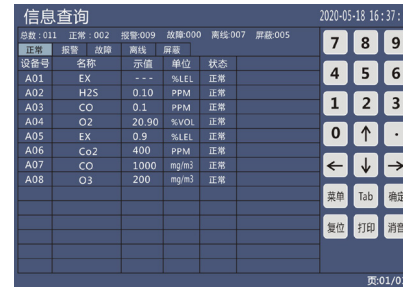 信息查询 2020-05-18 16:37:
总数:011 正常:002 报警:009 故障:000 离线:007 屏蔽:005
正常 报警 故障 离线 屏蔽
设备号 名称 示值 单位 状态
A01 EX --- %LEL 正常
A02 H2S 0.10 PPM 正常
A03 CO 0.1 PPM 正常
A04 O2 20.90 %VOL 正常
A05 EX 0.9 %LEL 正常
A06 Co2 400 PPM 正常
A07 CO 1000 mg/m3 正常
A08 O3 200 mg/m3 正常
7 8 9
4 5 6
1 2 3
0 ↑ ·
← ↓ →
菜单 Tab 确定
复位 打印 消音
页:01/01